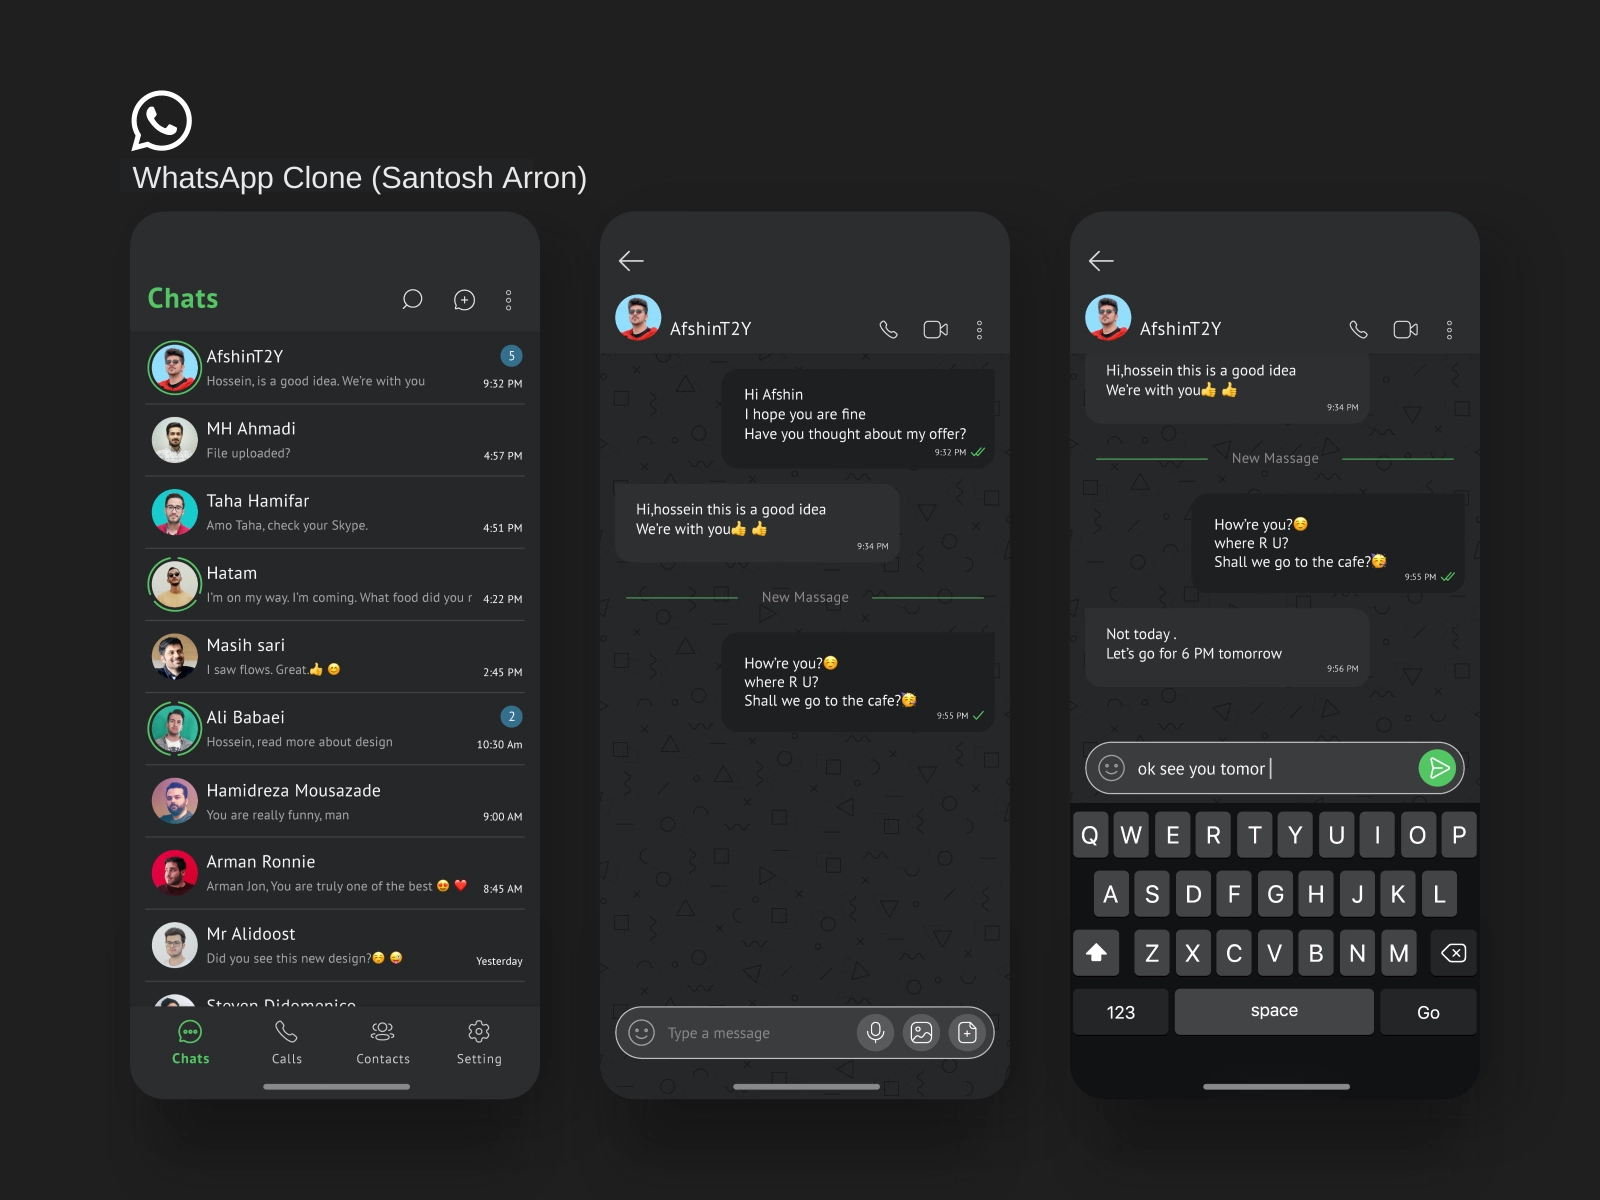 WhatsApp Clone (Santosh Arron)
Chats
AfshinT2Y
5
Hossein, is a good idea. We're with you
9:32 PM
MH Ahmadi
File uploaded?
4:57 PM
Taha Hamifar
Amo Taha, check your Skype.
4:51 PM
Hatam
I'm on my way. I'm coming. What food did you r
4:22 PM
Masih sari
I saw flows. Great.👍 😊
2:45 PM
Ali Babaei
2
Hossein, read more about design
10:30 Am
Hamidreza Mousazade
You are really funny, man
9:00 AM
Arman Ronnie
Arman Jon, You are truly one of the best 😍 ❤️
8:45 AM
Mr Alidoost
Did you see this new design?☺️ 😜
Yesterday
Steven Didomenico
Chats
Calls
Contacts
Setting
AfshinT2Y
Hi Afshin
I hope you are fine
Have you thought about my offer?
9:32 PM
Hi,hossein this is a good idea
We're with you👍 👍
9:34 PM
New Massage
How're you?☺️
where R U?
Shall we go to the cafe?🥳
9:55 PM
Type a message
AfshinT2Y
Hi,hossein this is a good idea
We're with you👍 👍
9:34 PM
New Massage
How're you?☺️
where R U?
Shall we go to the cafe?🥳
9:55 PM
Not today .
Let's go for 6 PM tomorrow
9:56 PM
ok see you tomor
Q W E R T Y U I O P
A S D F G H J K L
Z X C V B N M
123 space Go